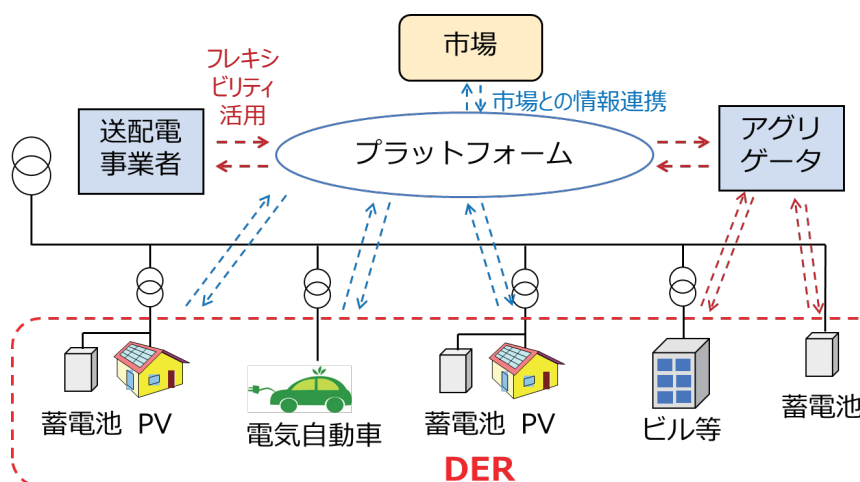 市場
フレキシ
ビリティ
活用
市場との情報連携
送配電
事業者
プラットフォーム
アグリ
ゲータ
蓄電池 PV
電気自動車
蓄電池 PV
ビル等
蓄電池
DER